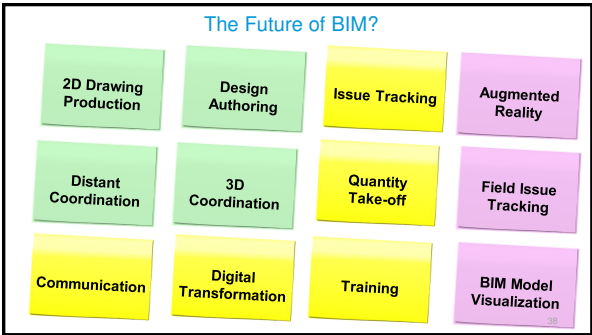 The Future of BIM?
2D Drawing
Production
Design
Authoring
Issue Tracking
Augmented
Reality
Distant
Coordination
3D
Coordination
Quantity
Take-off
Field Issue
Tracking
Communication
Digital
Transformation
Training
BIM Model
Visualization
38